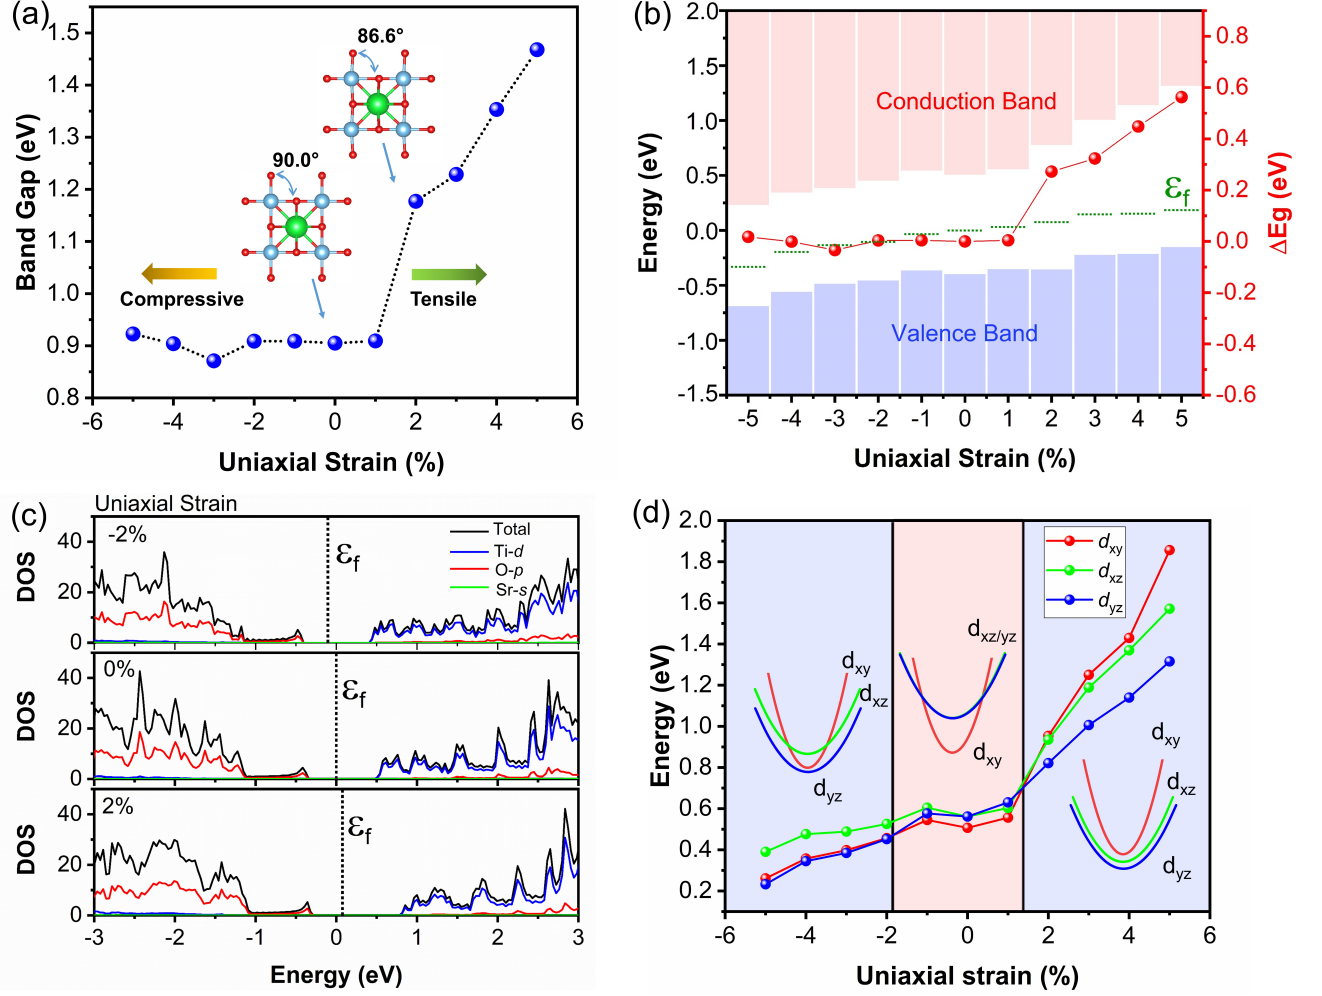 (a)
1.5
1.4
1.3
1.2
1.1
1.0
0.9
0.8
Band Gap (eV)
86.6°
90.0°
Compressive
Tensile
-6 -4 -2 0 2 4 6
Uniaxial Strain (%)
(b)
2.0
1.5
1.0
0.5
0.0
-0.5
-1.0
-1.5
Energy (eV)
Conduction Band
εf
Valence Band
0.8
0.6
0.4
0.2
0.0
-0.2
-0.4
-0.6
ΔEg (eV)
-5 -4 -3 -2 -1 0 1 2 3 4 5
Uniaxial Strain (%)
(c)
Uniaxial Strain
-2%
40
20
0
DOS
εf
Total
Ti-d
O-p
Sr-s
0%
40
20
0
DOS
εf
2%
40
20
0
DOS
εf
-3 -2 -1 0 1 2 3
Energy (eV)
(d)
2.0
1.8
1.6
1.4
1.2
1.0
0.8
0.6
0.4
0.2
Energy (eV)
dxy
dxz
dyz
dxy
dxz
dyz
dxz/yz
dxy
dxy
dxz
dyz
-6 -4 -2 0 2 4 6
Uniaxial strain (%)